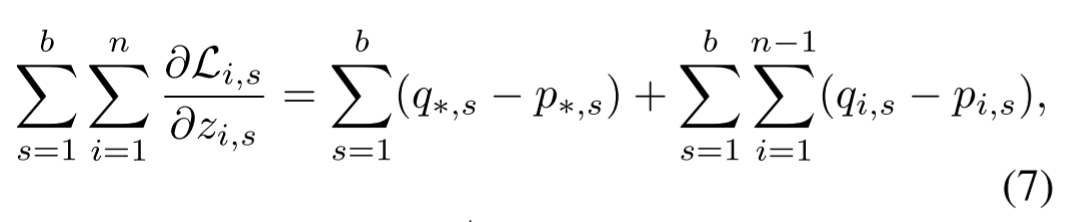 \sum_{s=1}^{b} \sum_{i=1}^{n} \frac{\partial \mathcal{L}_{i,s}}{\partial z_{i,s}} = \sum_{s=1}^{b} (q_{*,s} - p_{*,s}) + \sum_{s=1}^{b} \sum_{i=1}^{n-1} (q_{i,s} - p_{i,s}),
(7)